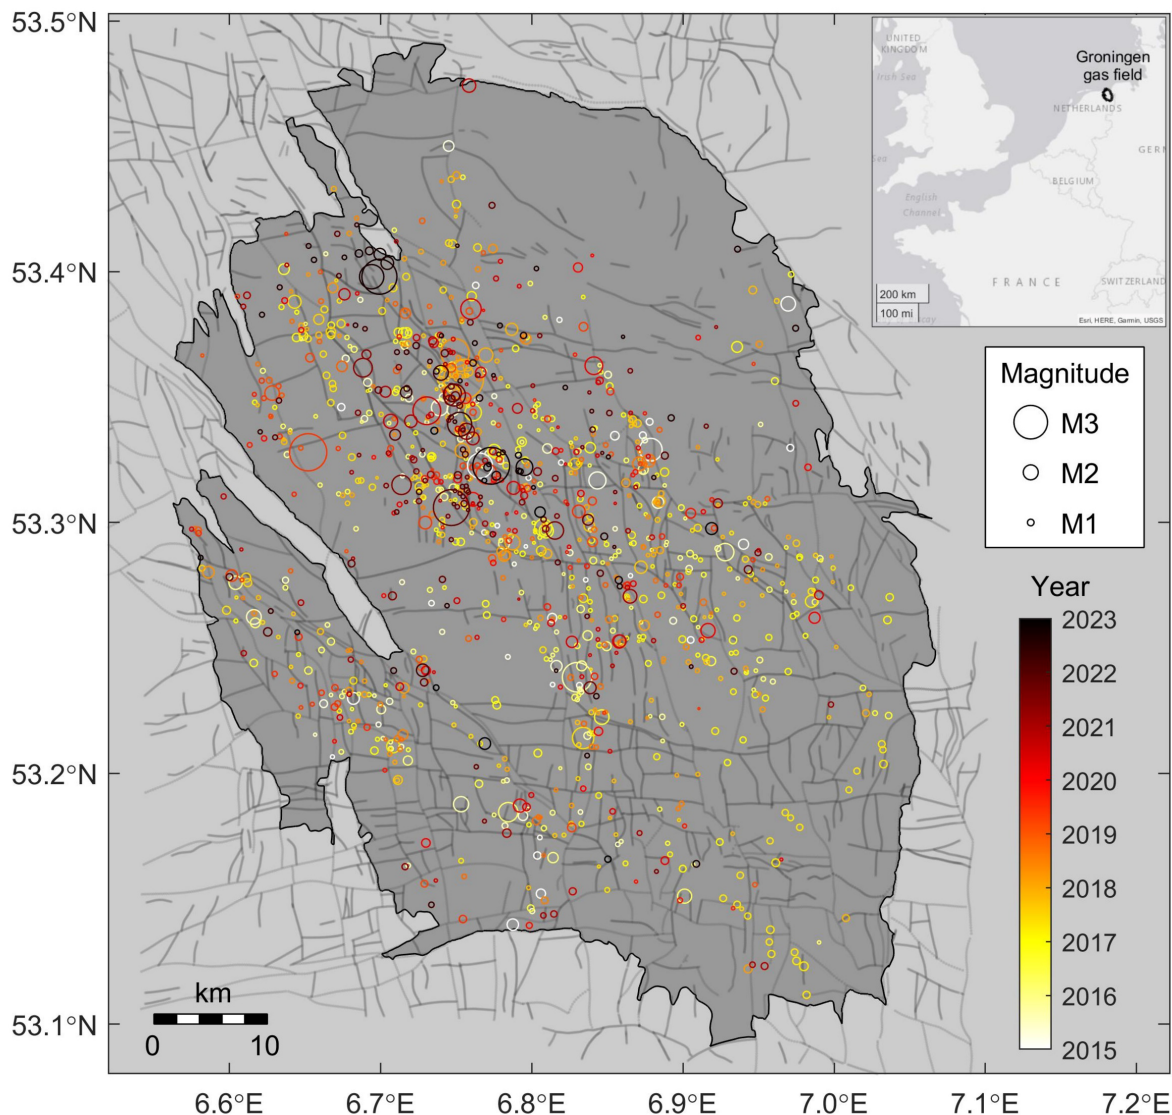 53.5°N
53.4°N
53.3°N
53.2°N
53.1°N
6.6°E
6.7°E
6.8°E
6.9°E
7.0°E
7.1°E
7.2°E
UNITED
KINGDOM
Irish Sea
Groningen
gas field
NETHERLANDS
GER
BELGIUM
English
Channel
FRANCE
SWITZERLAND
200 km
100 mi
Esri, HERE, Garmin, USGS
Magnitude
M3
M2
M1
Year
2023
2022
2021
2020
2019
2018
2017
2016
2015
km
0 10